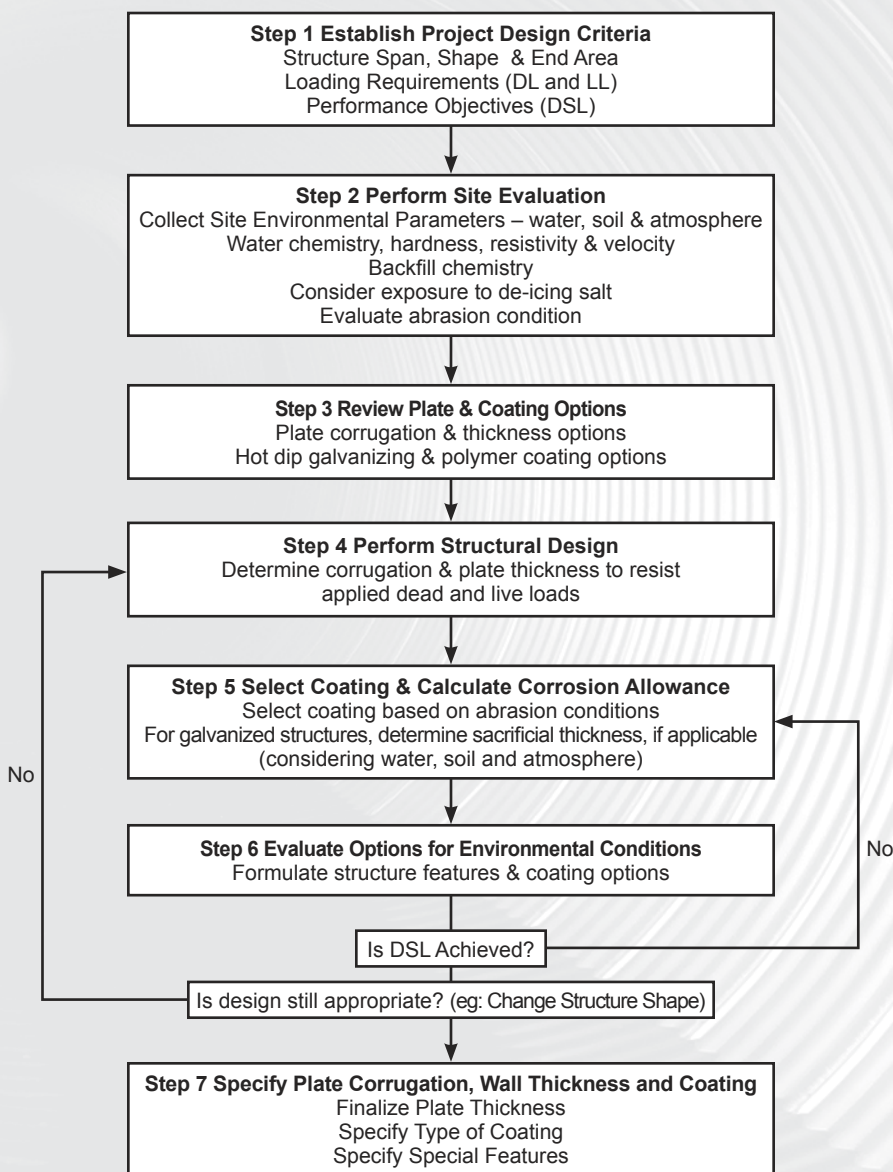 Step 1 Establish Project Design Criteria
Structure Span, Shape & End Area
Loading Requirements (DL and LL)
Performance Objectives (DSL)
Step 2 Perform Site Evaluation
Collect Site Environmental Parameters – water, soil & atmosphere
Water chemistry, hardness, resistivity & velocity
Backfill chemistry
Consider exposure to de-icing salt
Evaluate abrasion condition
Step 3 Review Plate & Coating Options
Plate corrugation & thickness options
Hot dip galvanizing & polymer coating options
Step 4 Perform Structural Design
Determine corrugation & plate thickness to resist
applied dead and live loads
Step 5 Select Coating & Calculate Corrosion Allowance
Select coating based on abrasion conditions
For galvanized structures, determine sacrificial thickness, if applicable
(considering water, soil and atmosphere)
No
Step 6 Evaluate Options for Environmental Conditions
Formulate structure features & coating options
No
Is DSL Achieved?
Is design still appropriate? (eg: Change Structure Shape)
Step 7 Specify Plate Corrugation, Wall Thickness and Coating
Finalize Plate Thickness
Specify Type of Coating
Specify Special Features